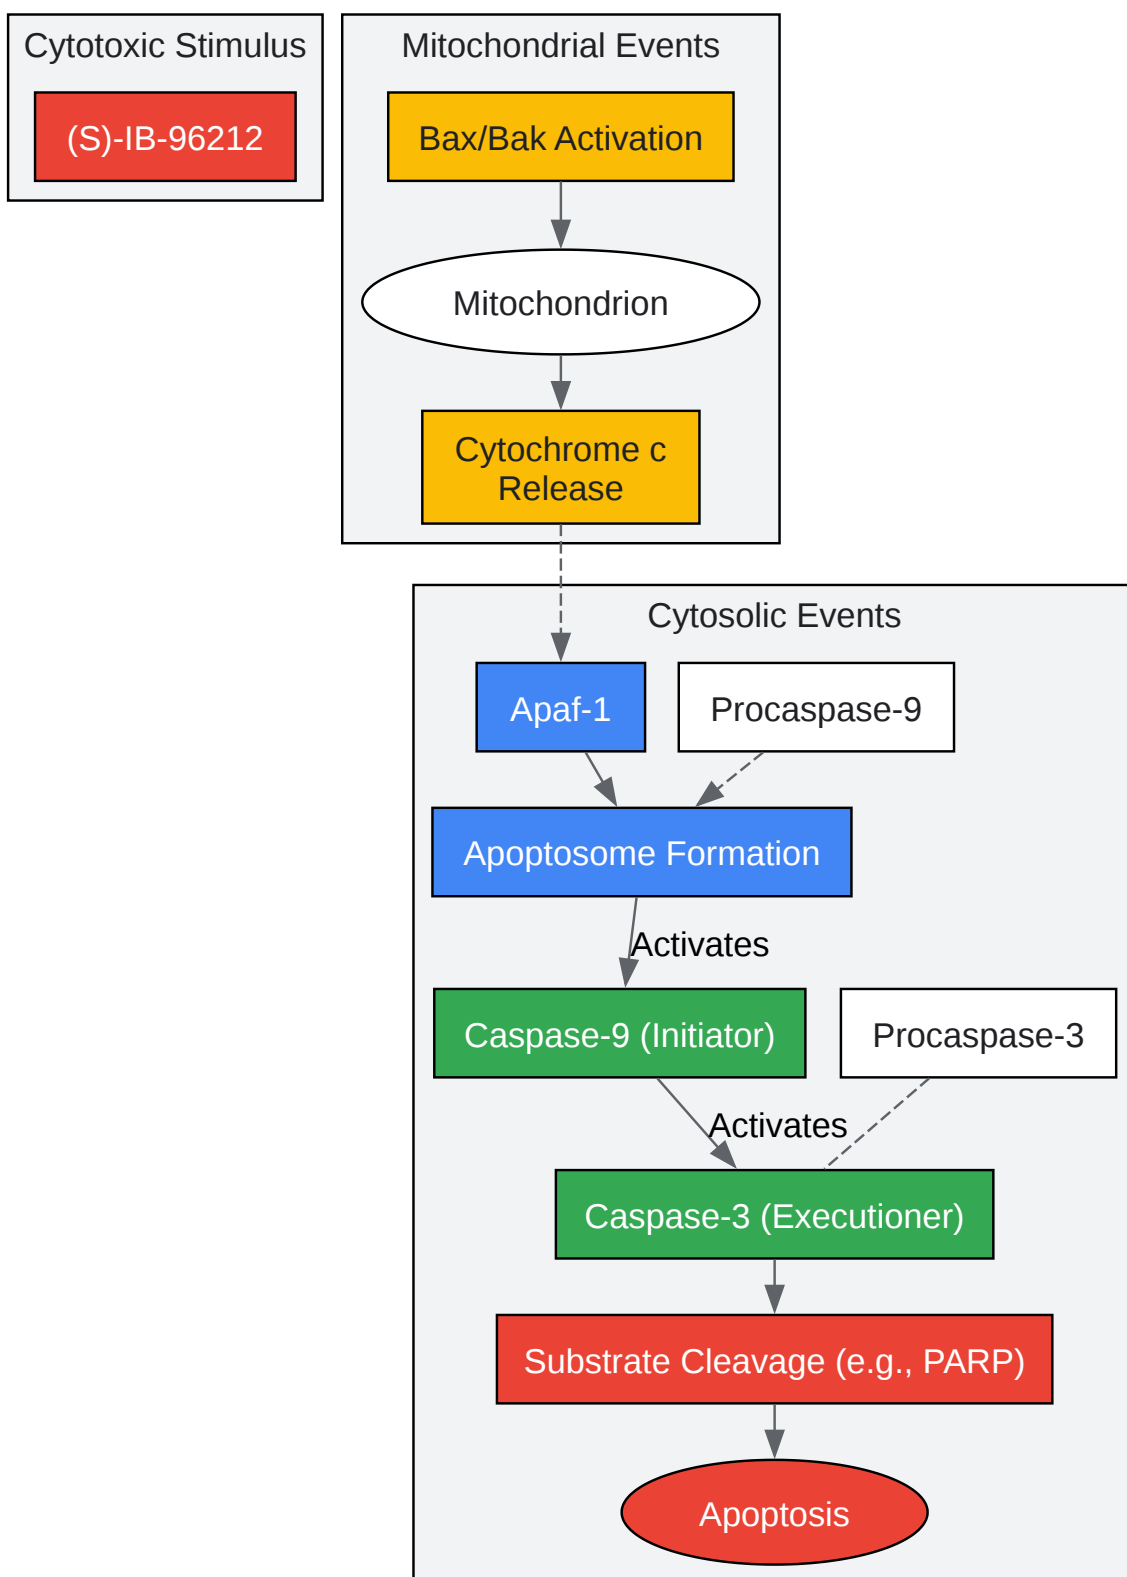 Cytotoxic Stimulus
(S)-IB-96212
Mitochondrial Events
Bax/Bak Activation
Mitochondrion
Cytochrome c
Release
Cytosolic Events
Apaf-1
Procaspase-9
Apoptosome Formation
Activates
Caspase-9 (Initiator)
Procaspase-3
Activates
Caspase-3 (Executioner)
Substrate Cleavage (e.g., PARP)
Apoptosis